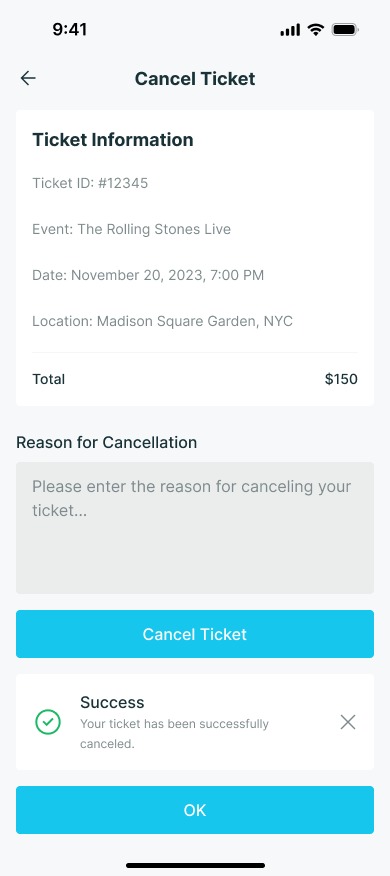 9:41
Cancel Ticket
Ticket Information
Ticket ID: #12345
Event: The Rolling Stones Live
Date: November 20, 2023, 7:00 PM
Location: Madison Square Garden, NYC
Total $150
Reason for Cancellation
Please enter the reason for canceling your
ticket...
Cancel Ticket
Success
Your ticket has been successfully
canceled.
OK